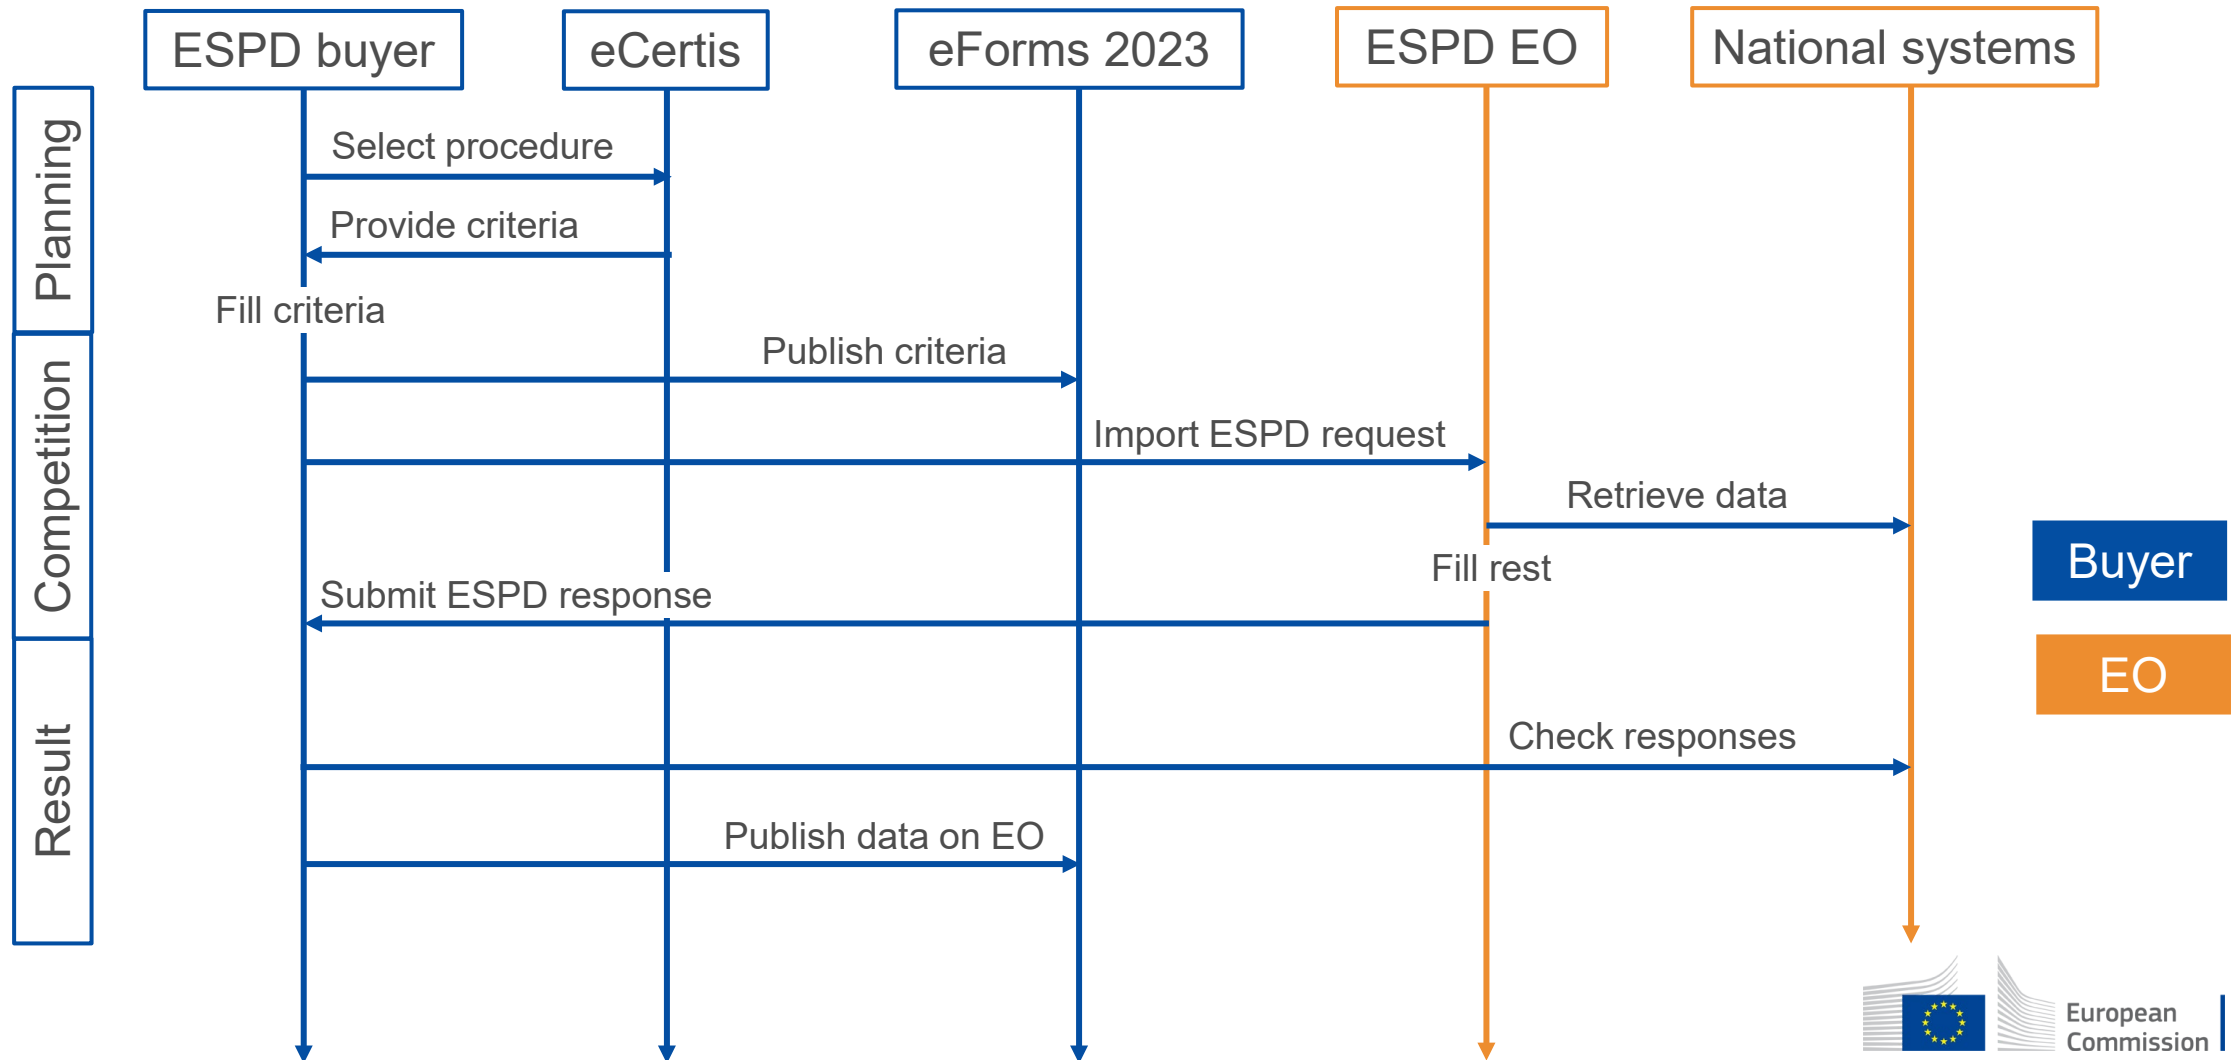 ESPD buyer
eCertis
eForms 2023
ESPD EO
National systems
Planning
Select procedure
Provide criteria
Fill criteria
Competition
Publish criteria
Import ESPD request
Retrieve data
Fill rest
Submit ESPD response
Buyer
EO
Result
Check responses
Publish data on EO
European
Commission